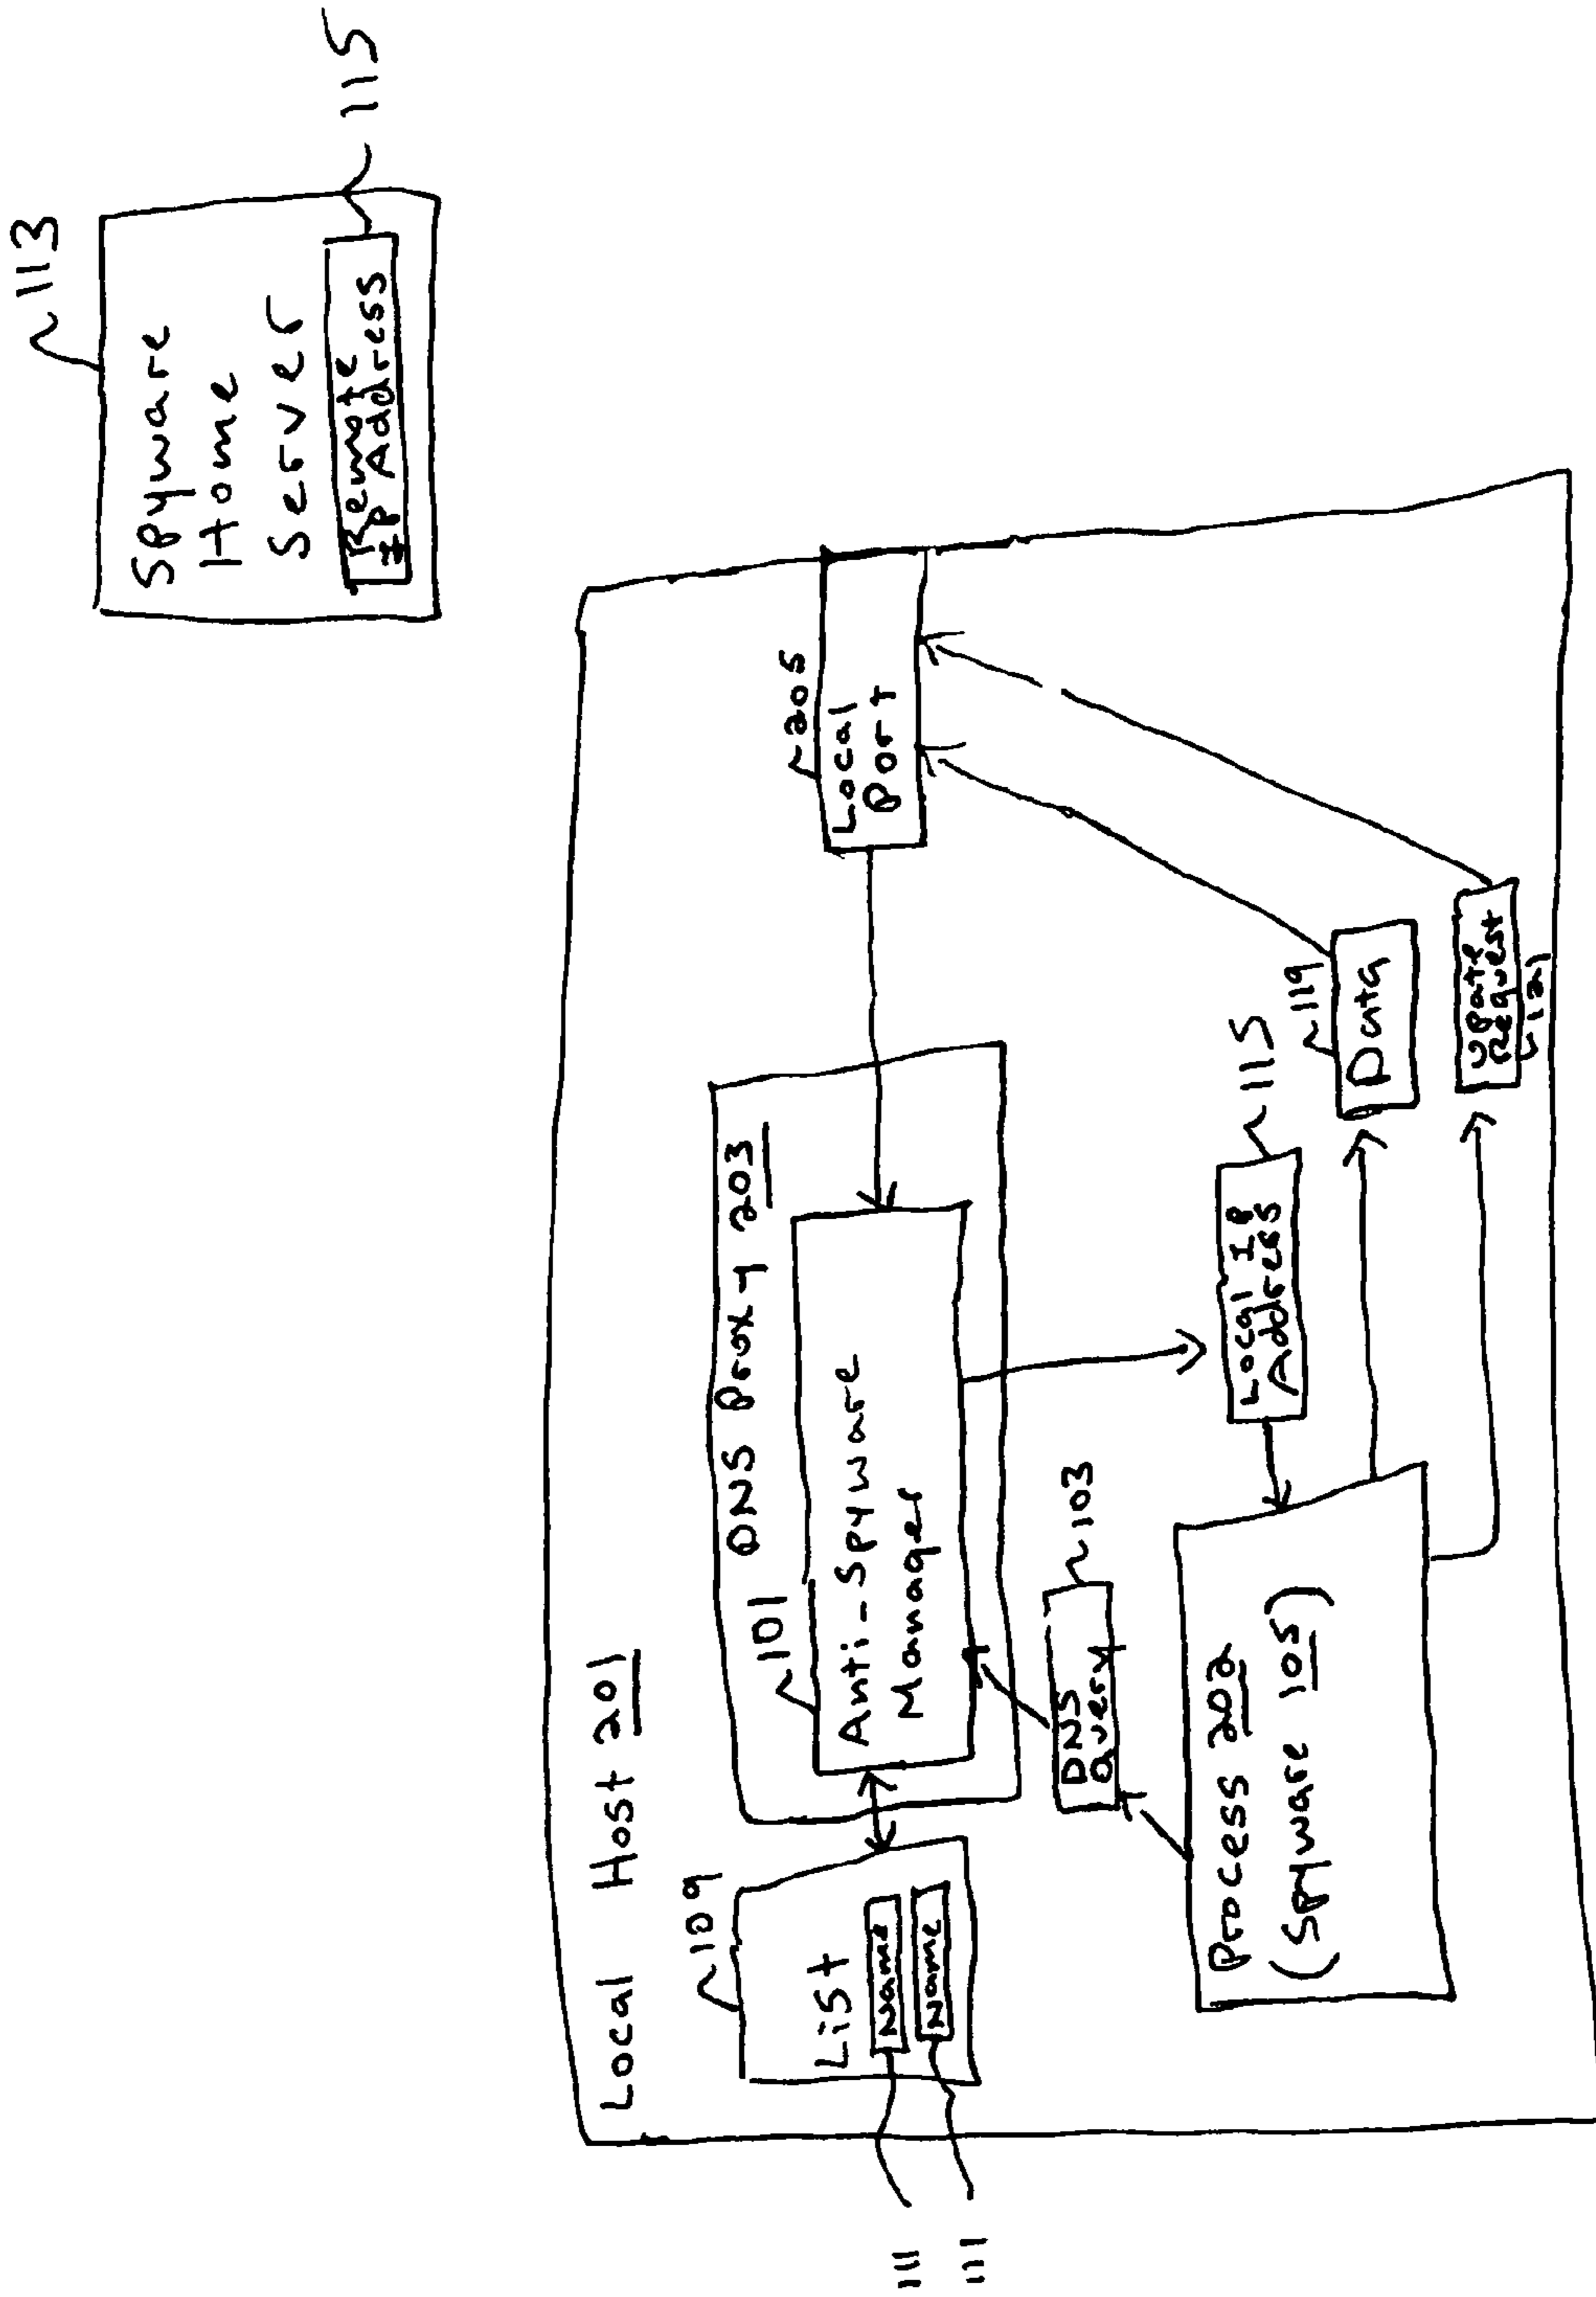 113
Spyware
Home
Server
Remote
IP Address
115
Local Host 201
109
List
Name
Name
111
111
DNS Proxy 203
101
Anti-Spyware
Manager
205
Local
Port
DNS
Query
103
Local IP
Address
115
119
Data
Update
Request
121
Process 202
(Spyware 105)